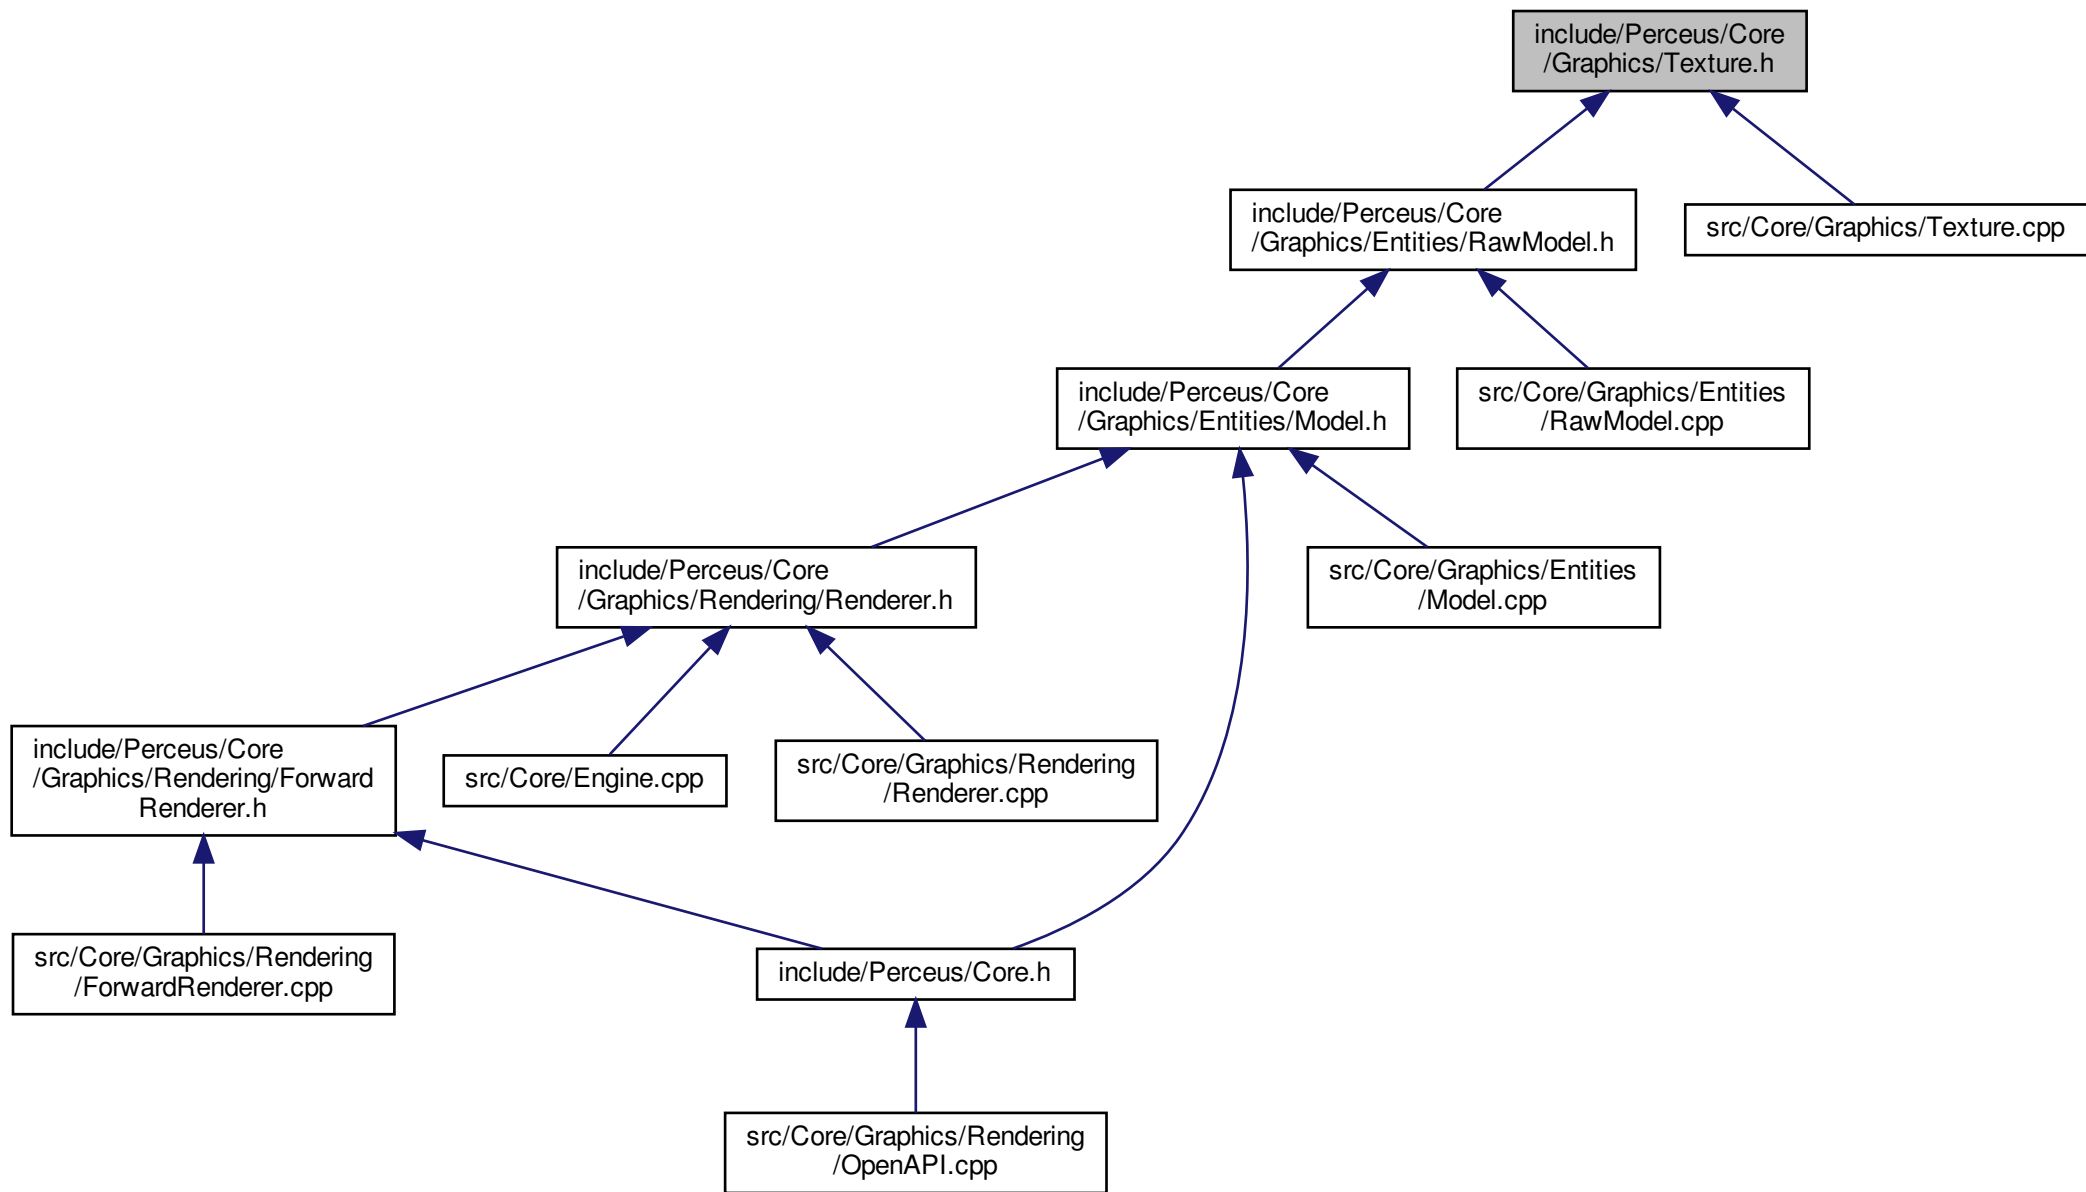 include/Perceus/Core
/Graphics/Texture.h
include/Perceus/Core
/Graphics/Entities/RawModel.h
src/Core/Graphics/Texture.cpp
include/Perceus/Core
/Graphics/Entities/Model.h
src/Core/Graphics/Entities
/RawModel.cpp
include/Perceus/Core
/Graphics/Rendering/Renderer.h
src/Core/Graphics/Entities
/Model.cpp
include/Perceus/Core
/Graphics/Rendering/Forward
Renderer.h
src/Core/Engine.cpp
src/Core/Graphics/Rendering
/Renderer.cpp
src/Core/Graphics/Rendering
/ForwardRenderer.cpp
include/Perceus/Core.h
src/Core/Graphics/Rendering
/OpenAPI.cpp